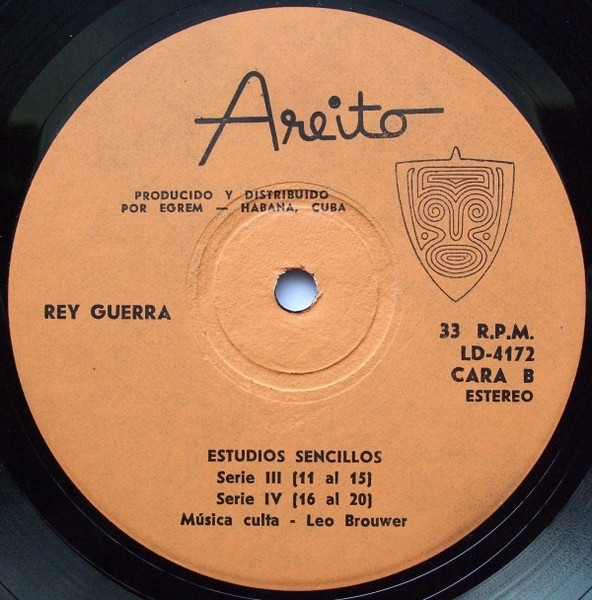 Areito
PRODUCIDO Y DISTRIBUIDO
POR EGREM — HABANA, CUBA
REY GUERRA
33 R.P.M.
LD-4172
CARA B
ESTEREO
ESTUDIOS SENCILLOS
Serie III (11 al 15)
Serie IV (16 al 20)
Música culta - Leo Brouwer